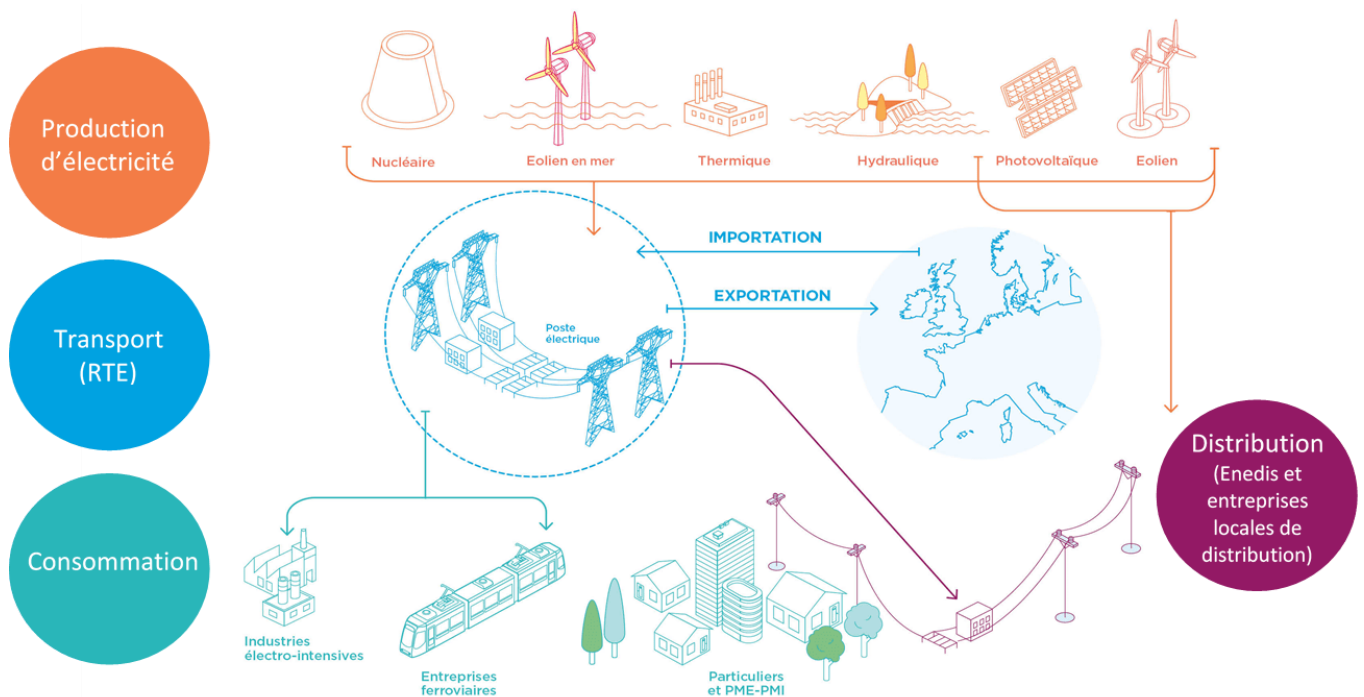 Production
d'électricité
Nucléaire
Eolien en mer
Thermique
Hydraulique
Photovoltaïque
Eolien
Transport
(RTE)
IMPORTATION
EXPORTATION
Poste
électrique
Distribution
(Enedis et
entreprises
locales de
distribution)
Consommation
Industries
électro-intensives
Entreprises
ferroviaires
Particuliers
et PME-PMI